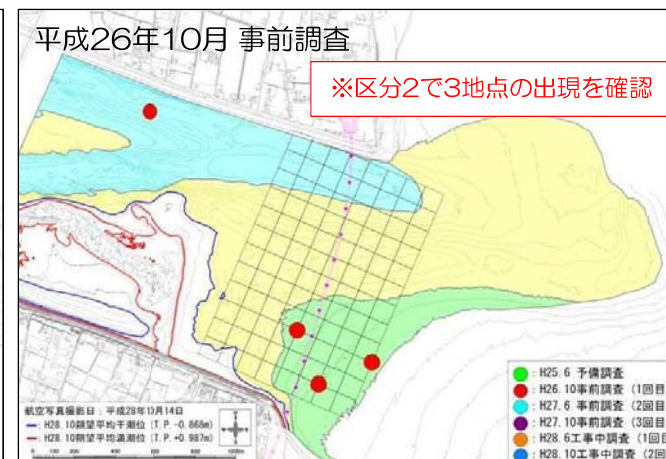 平成26年10月 事前調査
※区分2で3地点の出現を確認
: H25.6 予備調査
: H26.10事前調査（1回目
: H27.6 事前調査（2回目
: H27.10事前調査（3回目
: H28.6工事中調査（1回目
: H28.10工事中調査（2回
航空写真撮影日：平成28年10月14日
: H28.10朔望平均干潮位（T.P.-0.868m）
: H28.10朔望平均満潮位（T.P.+0.987m）